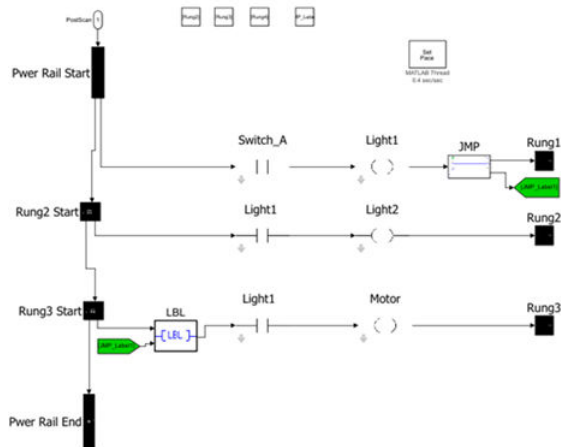 PostScan
1
Rung2
Rung3
Rung4
Set
Pace
MATLAB Thread
0.4 sec/sec
Pwer Rail Start
Switch_A
Light1
JMP
Rung1
JMP_Label1
Rung2 Start
Light1
Light2
Rung2
Rung3 Start
LBL
LBL
Light1
Motor
Rung3
JMP_Label1
Pwer Rail End